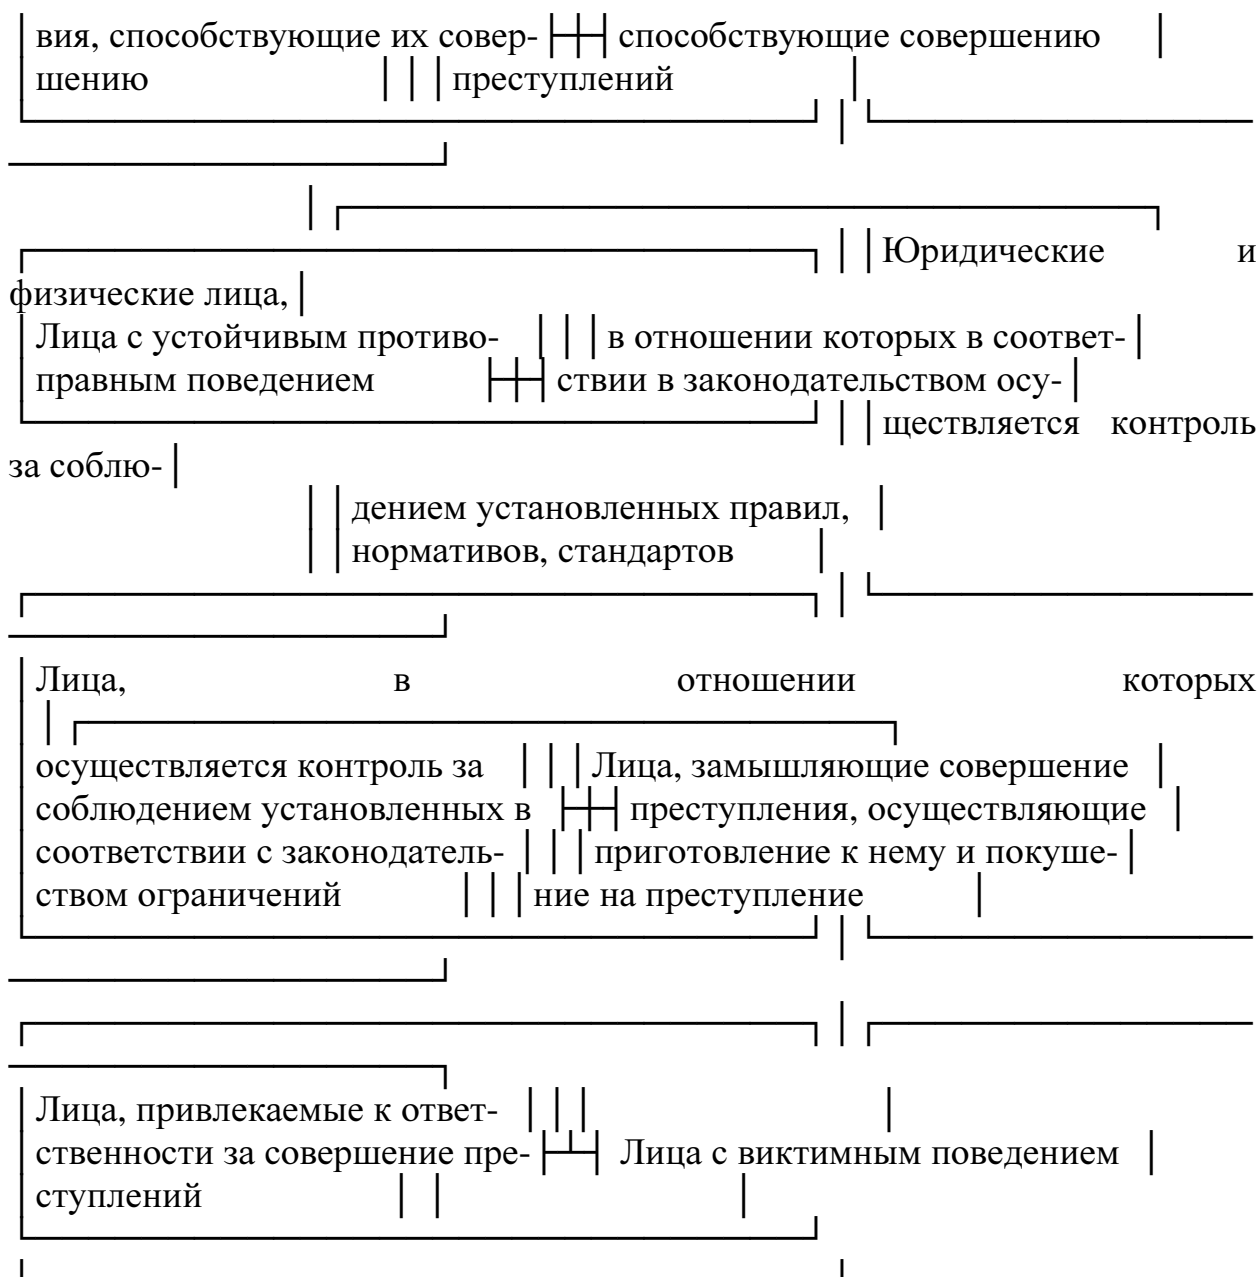 вия, способствующие их совер- способствующие совершению
шению преступлений
Юридические и
физические лица,
Лица с устойчивым противо- в отношении которых в соответ-
правным поведением ствии в законодательством осу-
ществляется контроль
за соблю-
дением установленных правил,
нормативов, стандартов
Лица, в отношении которых
осуществляется контроль за Лица, замышляющие совершение
соблюдением установленных в преступления, осуществляющие
соответствии с законодатель- приготовление к нему и покуше-
ством ограничений ние на преступление
Лица, привлекаемые к ответ-
ственности за совершение пре- Лица с виктимным поведением
ступлений